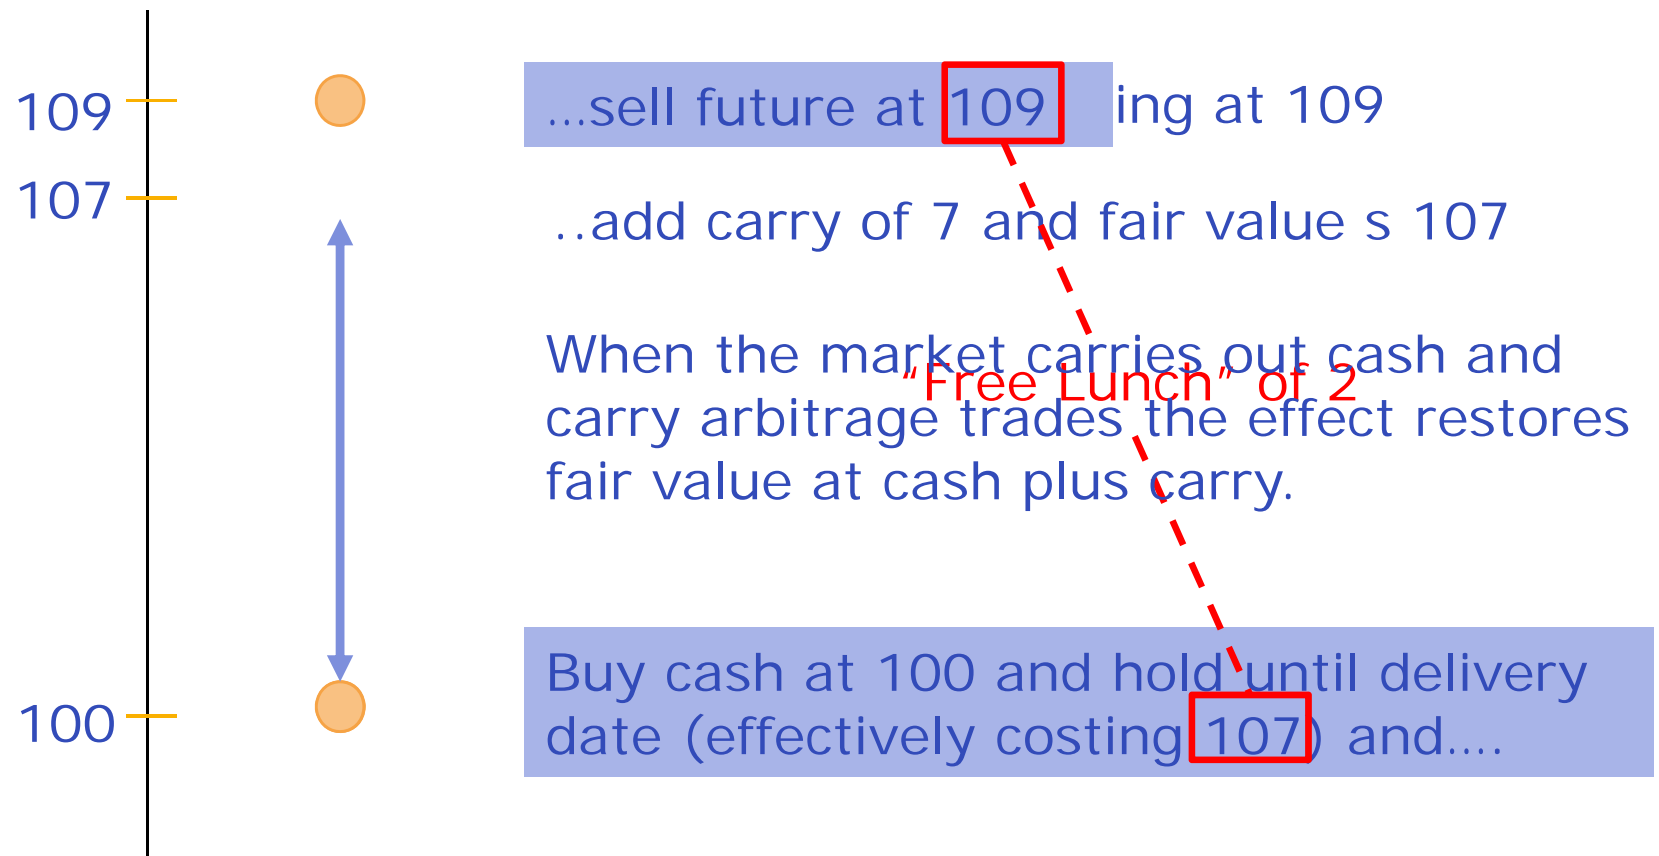 109
...sell future at 109 ing at 109
107
..add carry of 7 and fair value s 107
When the market carries out cash and
"Free Lunch" of 2
carry arbitrage trades the effect restores
fair value at cash plus carry.
Buy cash at 100 and hold until delivery
100
date (effectively costing 107) and....